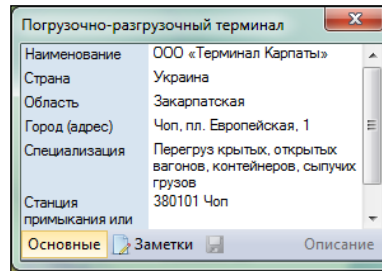 Погрузочно-разгрузочный терминал
Наименование ООО «Терминал Карпаты»
Страна Украина
Область Закарпатская
Город (адрес) Чоп, пл. Европейская, 1
Специализация Перегруз крытых, открытых
вагонов, контейнеров, сыпучих
грузов
Станция 380101 Чоп
примыкания или
Основные Заметки Описание